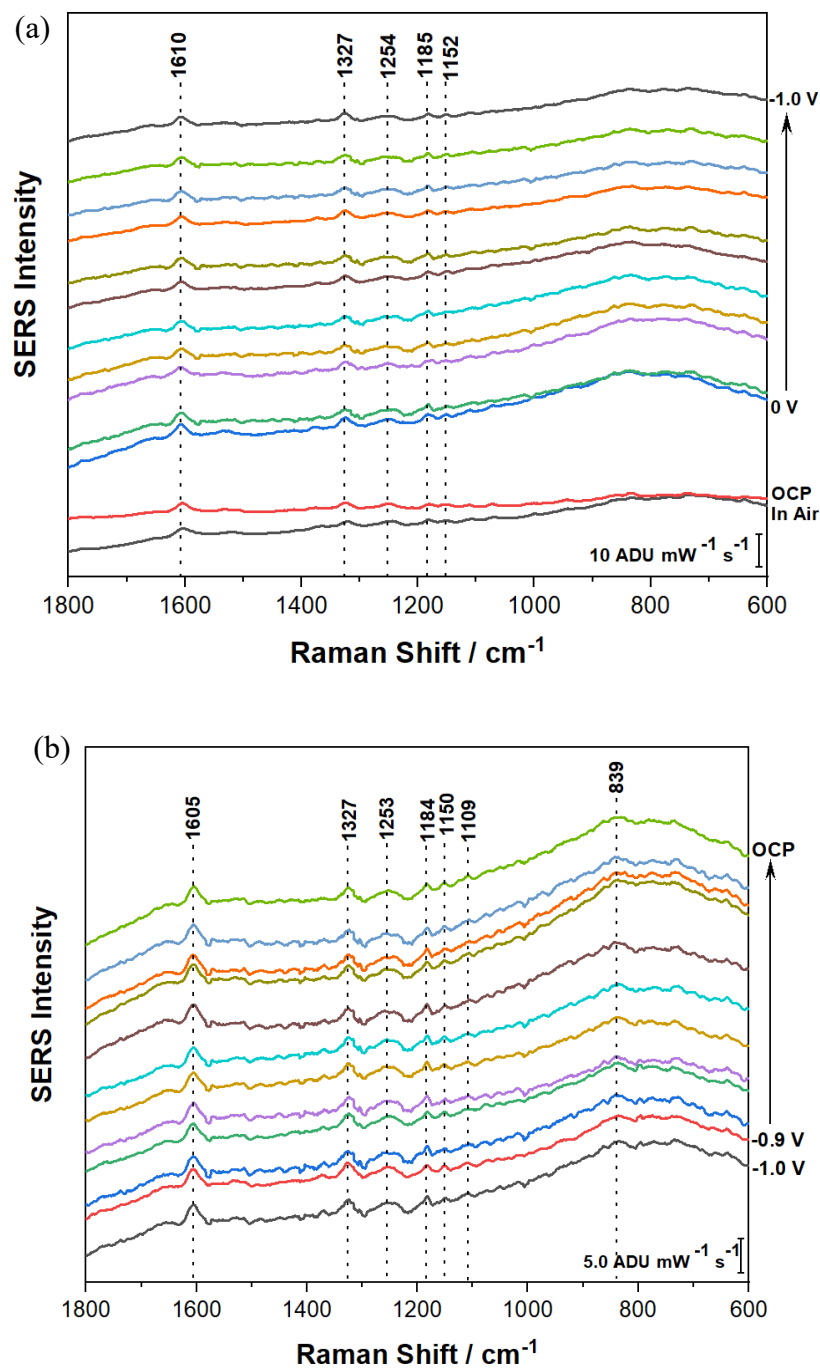 (a)
1610
1327
1254
1185
1152
SERS Intensity
-1.0 V
0 V
OCP
In Air
10 ADU mW⁻¹ s⁻¹
1800 1600 1400 1200 1000 800 600
Raman Shift / cm⁻¹
(b)
1605
1327
1253
1184
1150
1109
839
SERS Intensity
OCP
-0.9 V
-1.0 V
5.0 ADU mW⁻¹ s⁻¹
1800 1600 1400 1200 1000 800 600
Raman Shift / cm⁻¹